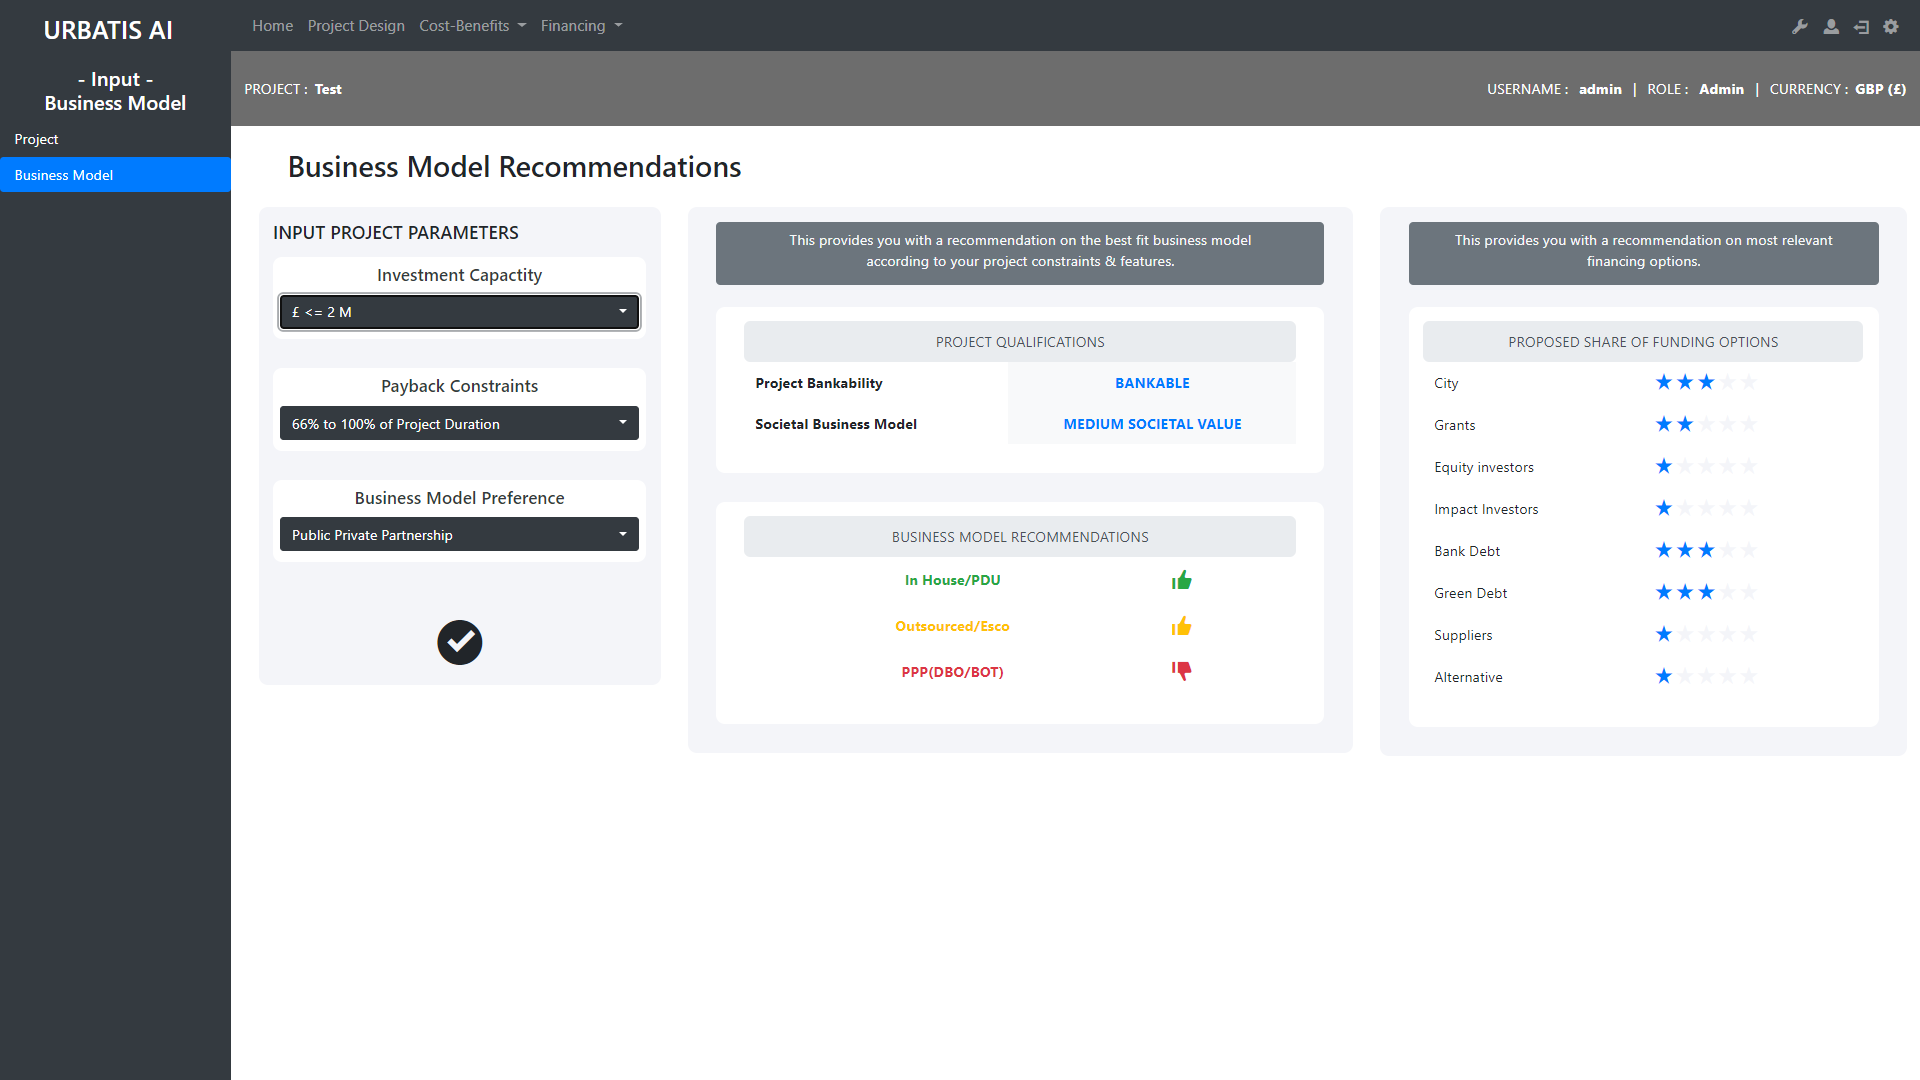 URBATIS AI
Home
Project Design
Cost-Benefits
Financing
- Input -
Business Model
Project
Business Model
PROJECT : Test
USERNAME : admin | ROLE : Admin | CURRENCY : GBP (£)
Business Model Recommendations
INPUT PROJECT PARAMETERS
Investment Capactity
£ <= 2 M
Payback Constraints
66% to 100% of Project Duration
Business Model Preference
Public Private Partnership
This provides you with a recommendation on the best fit business model
according to your project constraints & features.
PROJECT QUALIFICATIONS
Project Bankability BANKABLE
Societal Business Model MEDIUM SOCIETAL VALUE
BUSINESS MODEL RECOMMENDATIONS
In House/PDU
Outsourced/Esco
PPP(DBO/BOT)
This provides you with a recommendation on most relevant
financing options.
PROPOSED SHARE OF FUNDING OPTIONS
City
Grants
Equity investors
Impact Investors
Bank Debt
Green Debt
Suppliers
Alternative